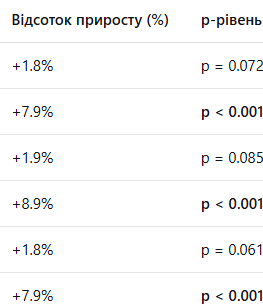 Відсоток приросту (%) p-рівень
+1.8% p = 0.072
+7.9% p < 0.001
+1.9% p = 0.085
+8.9% p < 0.001
+1.8% p = 0.061
+7.9% p < 0.001